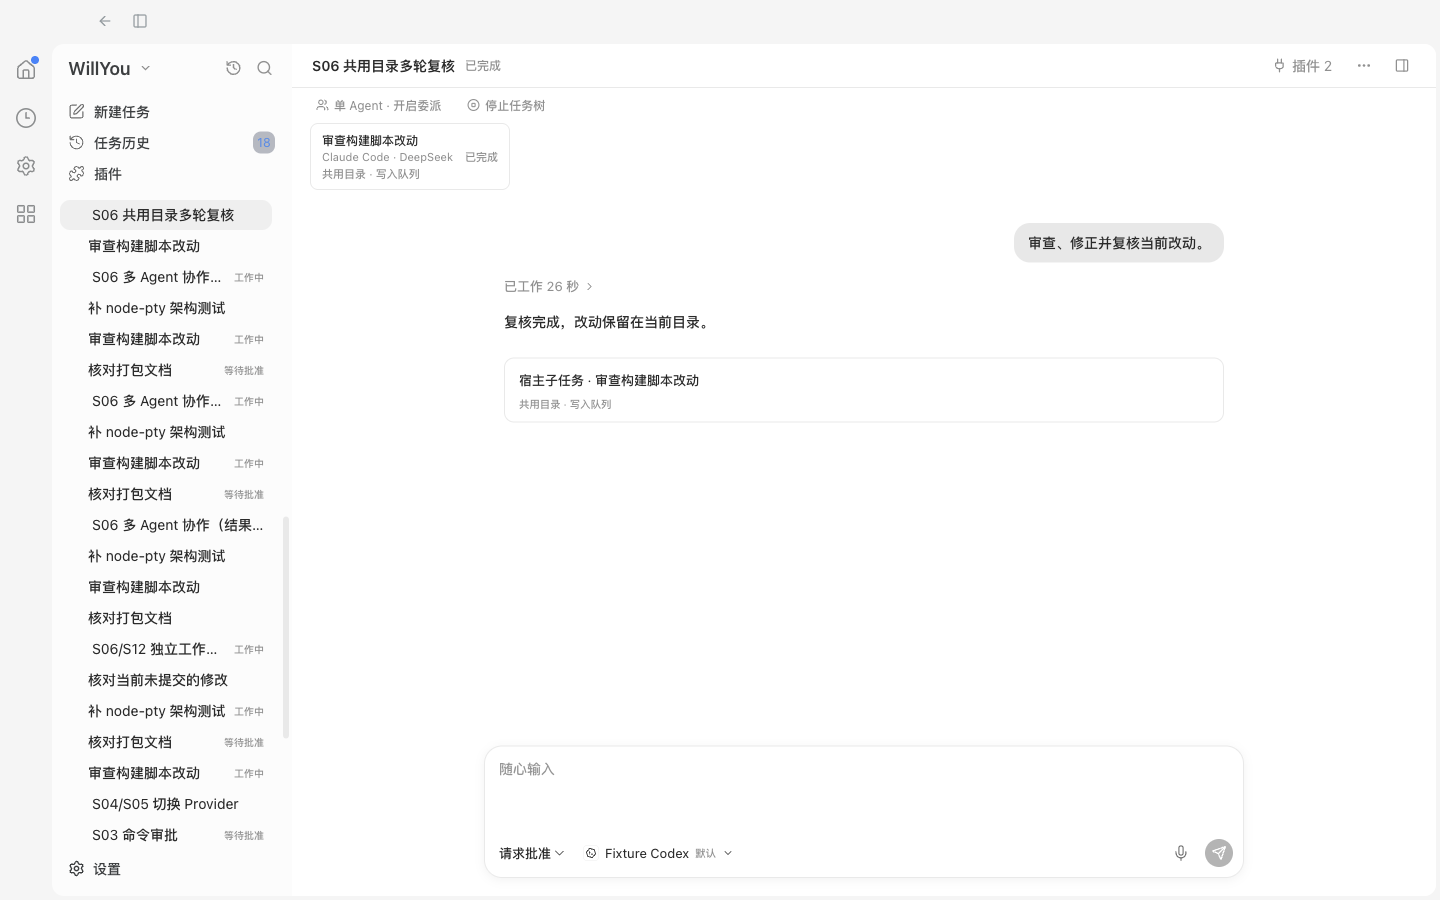 WillYou
新建任务
任务历史
18
插件
S06 共用目录多轮复核
审查构建脚本改动
S06 多 Agent 协作... 工作中
补 node-pty 架构测试
审查构建脚本改动 工作中
核对打包文档 等待批准
S06 多 Agent 协作... 工作中
补 node-pty 架构测试
审查构建脚本改动 工作中
核对打包文档 等待批准
S06 多 Agent 协作（结果...
补 node-pty 架构测试
审查构建脚本改动
核对打包文档
S06/S12 独立工作... 工作中
核对当前未提交的修改
补 node-pty 架构测试 工作中
核对打包文档 等待批准
审查构建脚本改动 工作中
S04/S05 切换 Provider
S03 命令审批 等待批准
设置
S06 共用目录多轮复核 已完成
插件 2
单 Agent · 开启委派 停止任务树
审查构建脚本改动
Claude Code · DeepSeek 已完成
共用目录 · 写入队列
审查、修正并复核当前改动。
已工作 26 秒
复核完成，改动保留在当前目录。
宿主子任务 · 审查构建脚本改动
共用目录 · 写入队列
随心输入
请求批准 Fixture Codex 默认